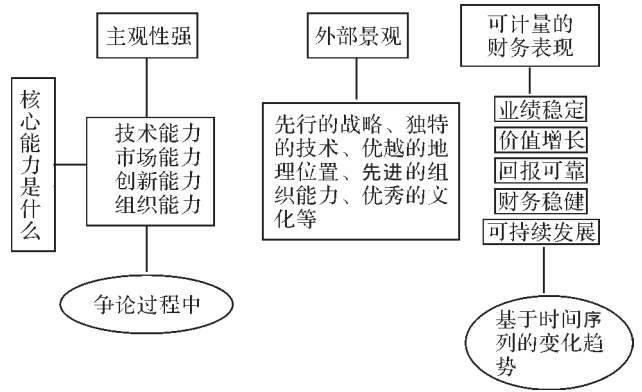 主观性强
核心能力是什么
技术能力
市场能力
创新能力
组织能力
争论过程中
外部景观
先行的战略、独特
的技术、优越的地
理位置、先进的组
织能力、优秀的文
化等
可计量的
财务表现
业绩稳定
价值增长
回报可靠
财务稳健
可持续发展
基于时间序
列的变化趋
势